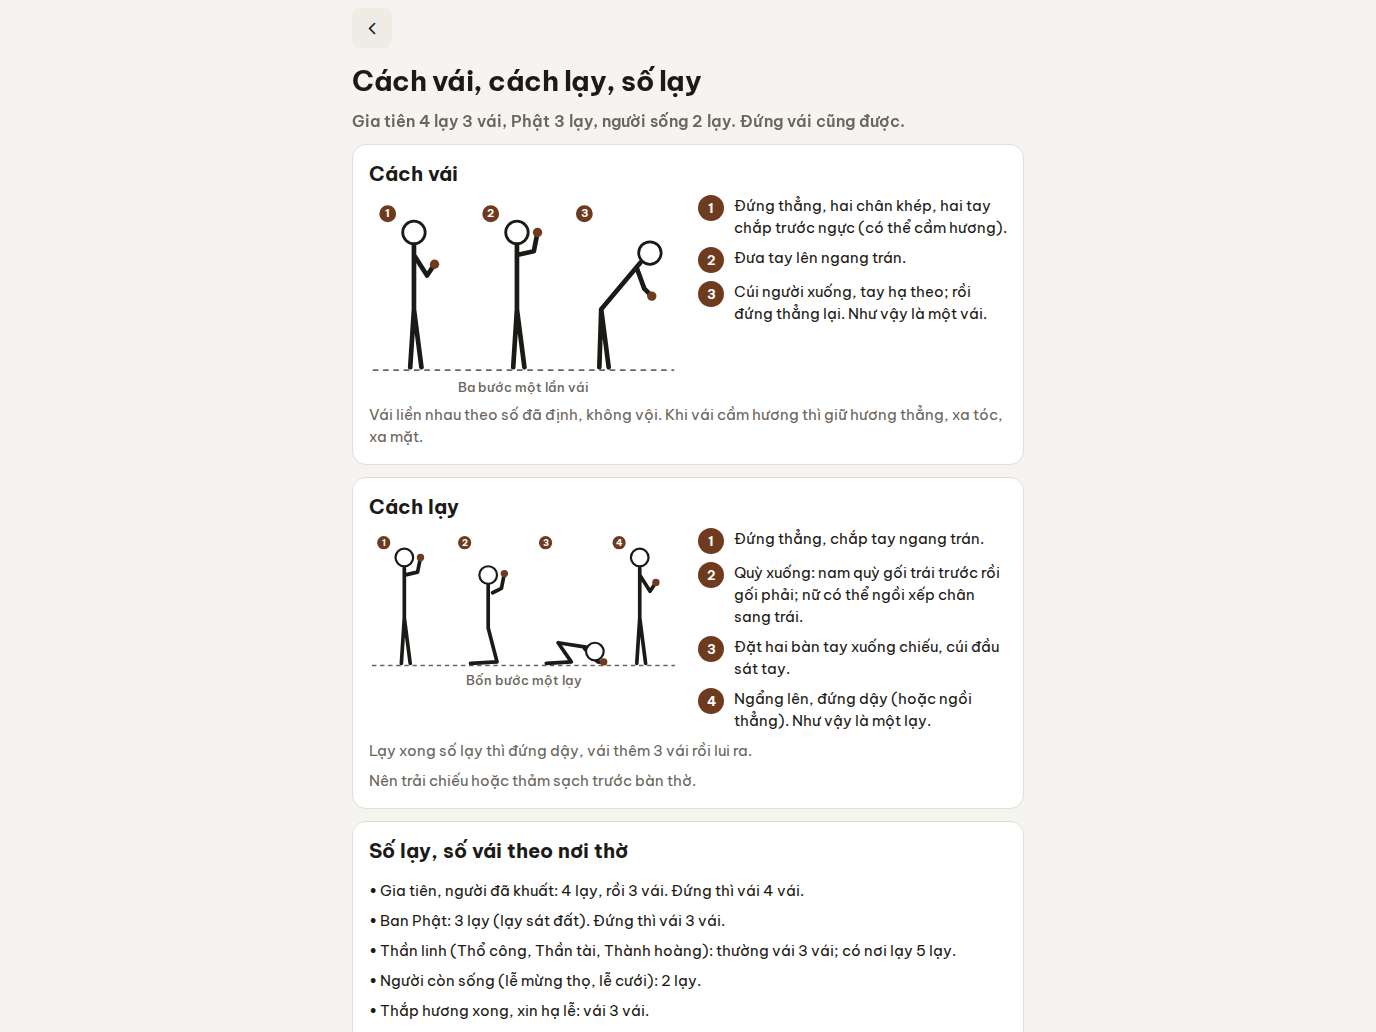 Cách vái, cách lạy, số lạy
Gia tiên 4 lạy 3 vái, Phật 3 lạy, người sống 2 lạy. Đứng vái cũng được.
Cách vái
1 2 3
Ba bước một lần vái
1 Đứng thẳng, hai chân khép, hai tay
chắp trước ngực (có thể cầm hương).
2 Đưa tay lên ngang trán.
3 Cúi người xuống, tay hạ theo; rồi
đứng thẳng lại. Như vậy là một vái.
Vái liền nhau theo số đã định, không vội. Khi vái cầm hương thì giữ hương thẳng, xa tóc,
xa mặt.
Cách lạy
1 2 3 4
Bốn bước một lạy
1 Đứng thẳng, chắp tay ngang trán.
2 Quỳ xuống: nam quỳ gối trái trước rồi
gối phải; nữ có thể ngồi xếp chân
sang trái.
3 Đặt hai bàn tay xuống chiếu, cúi đầu
sát tay.
4 Ngẩng lên, đứng dậy (hoặc ngồi
thẳng). Như vậy là một lạy.
Lạy xong số lạy thì đứng dậy, vái thêm 3 vái rồi lui ra.
Nên trải chiếu hoặc thảm sạch trước bàn thờ.
Số lạy, số vái theo nơi thờ
• Gia tiên, người đã khuất: 4 lạy, rồi 3 vái. Đứng thì vái 4 vái.
• Ban Phật: 3 lạy (lạy sát đất). Đứng thì vái 3 vái.
• Thần linh (Thổ công, Thần tài, Thành hoàng): thường vái 3 vái; có nơi lạy 5 lạy.
• Người còn sống (lễ mừng thọ, lễ cưới): 2 lạy.
• Thắp hương xong, xin hạ lễ: vái 3 vái.